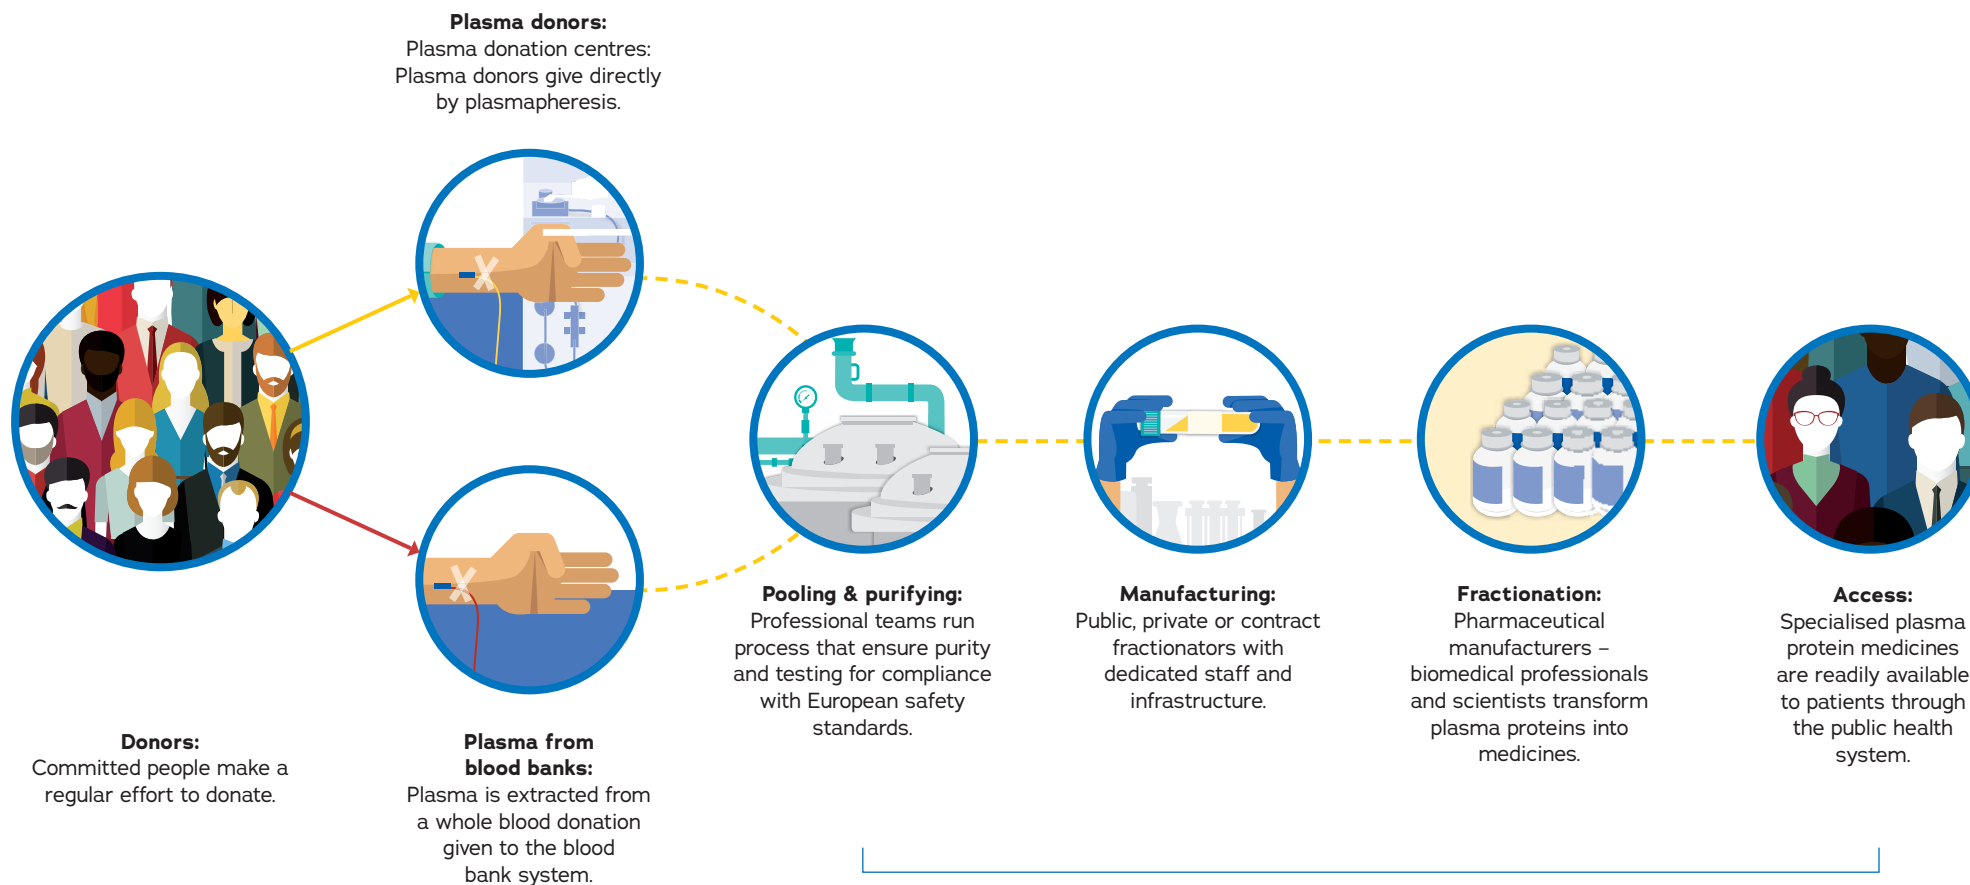 Plasma donors:
Plasma donation centres:
Plasma donors give directly
by plasmapheresis.
Donors:
Committed people make a
regular effort to donate.
Plasma from
blood banks:
Plasma is extracted from
a whole blood donation
given to the blood
bank system.
Pooling & purifying:
Professional teams run
process that ensure purity
and testing for compliance
with European safety
standards.
Manufacturing:
Public, private or contract
fractionators with
dedicated staff and
infrastructure.
Fractionation:
Pharmaceutical
manufacturers –
biomedical professionals
and scientists transform
plasma proteins into
medicines.
Access:
Specialised plasma
protein medicines
are readily available
to patients through
the public health
system.